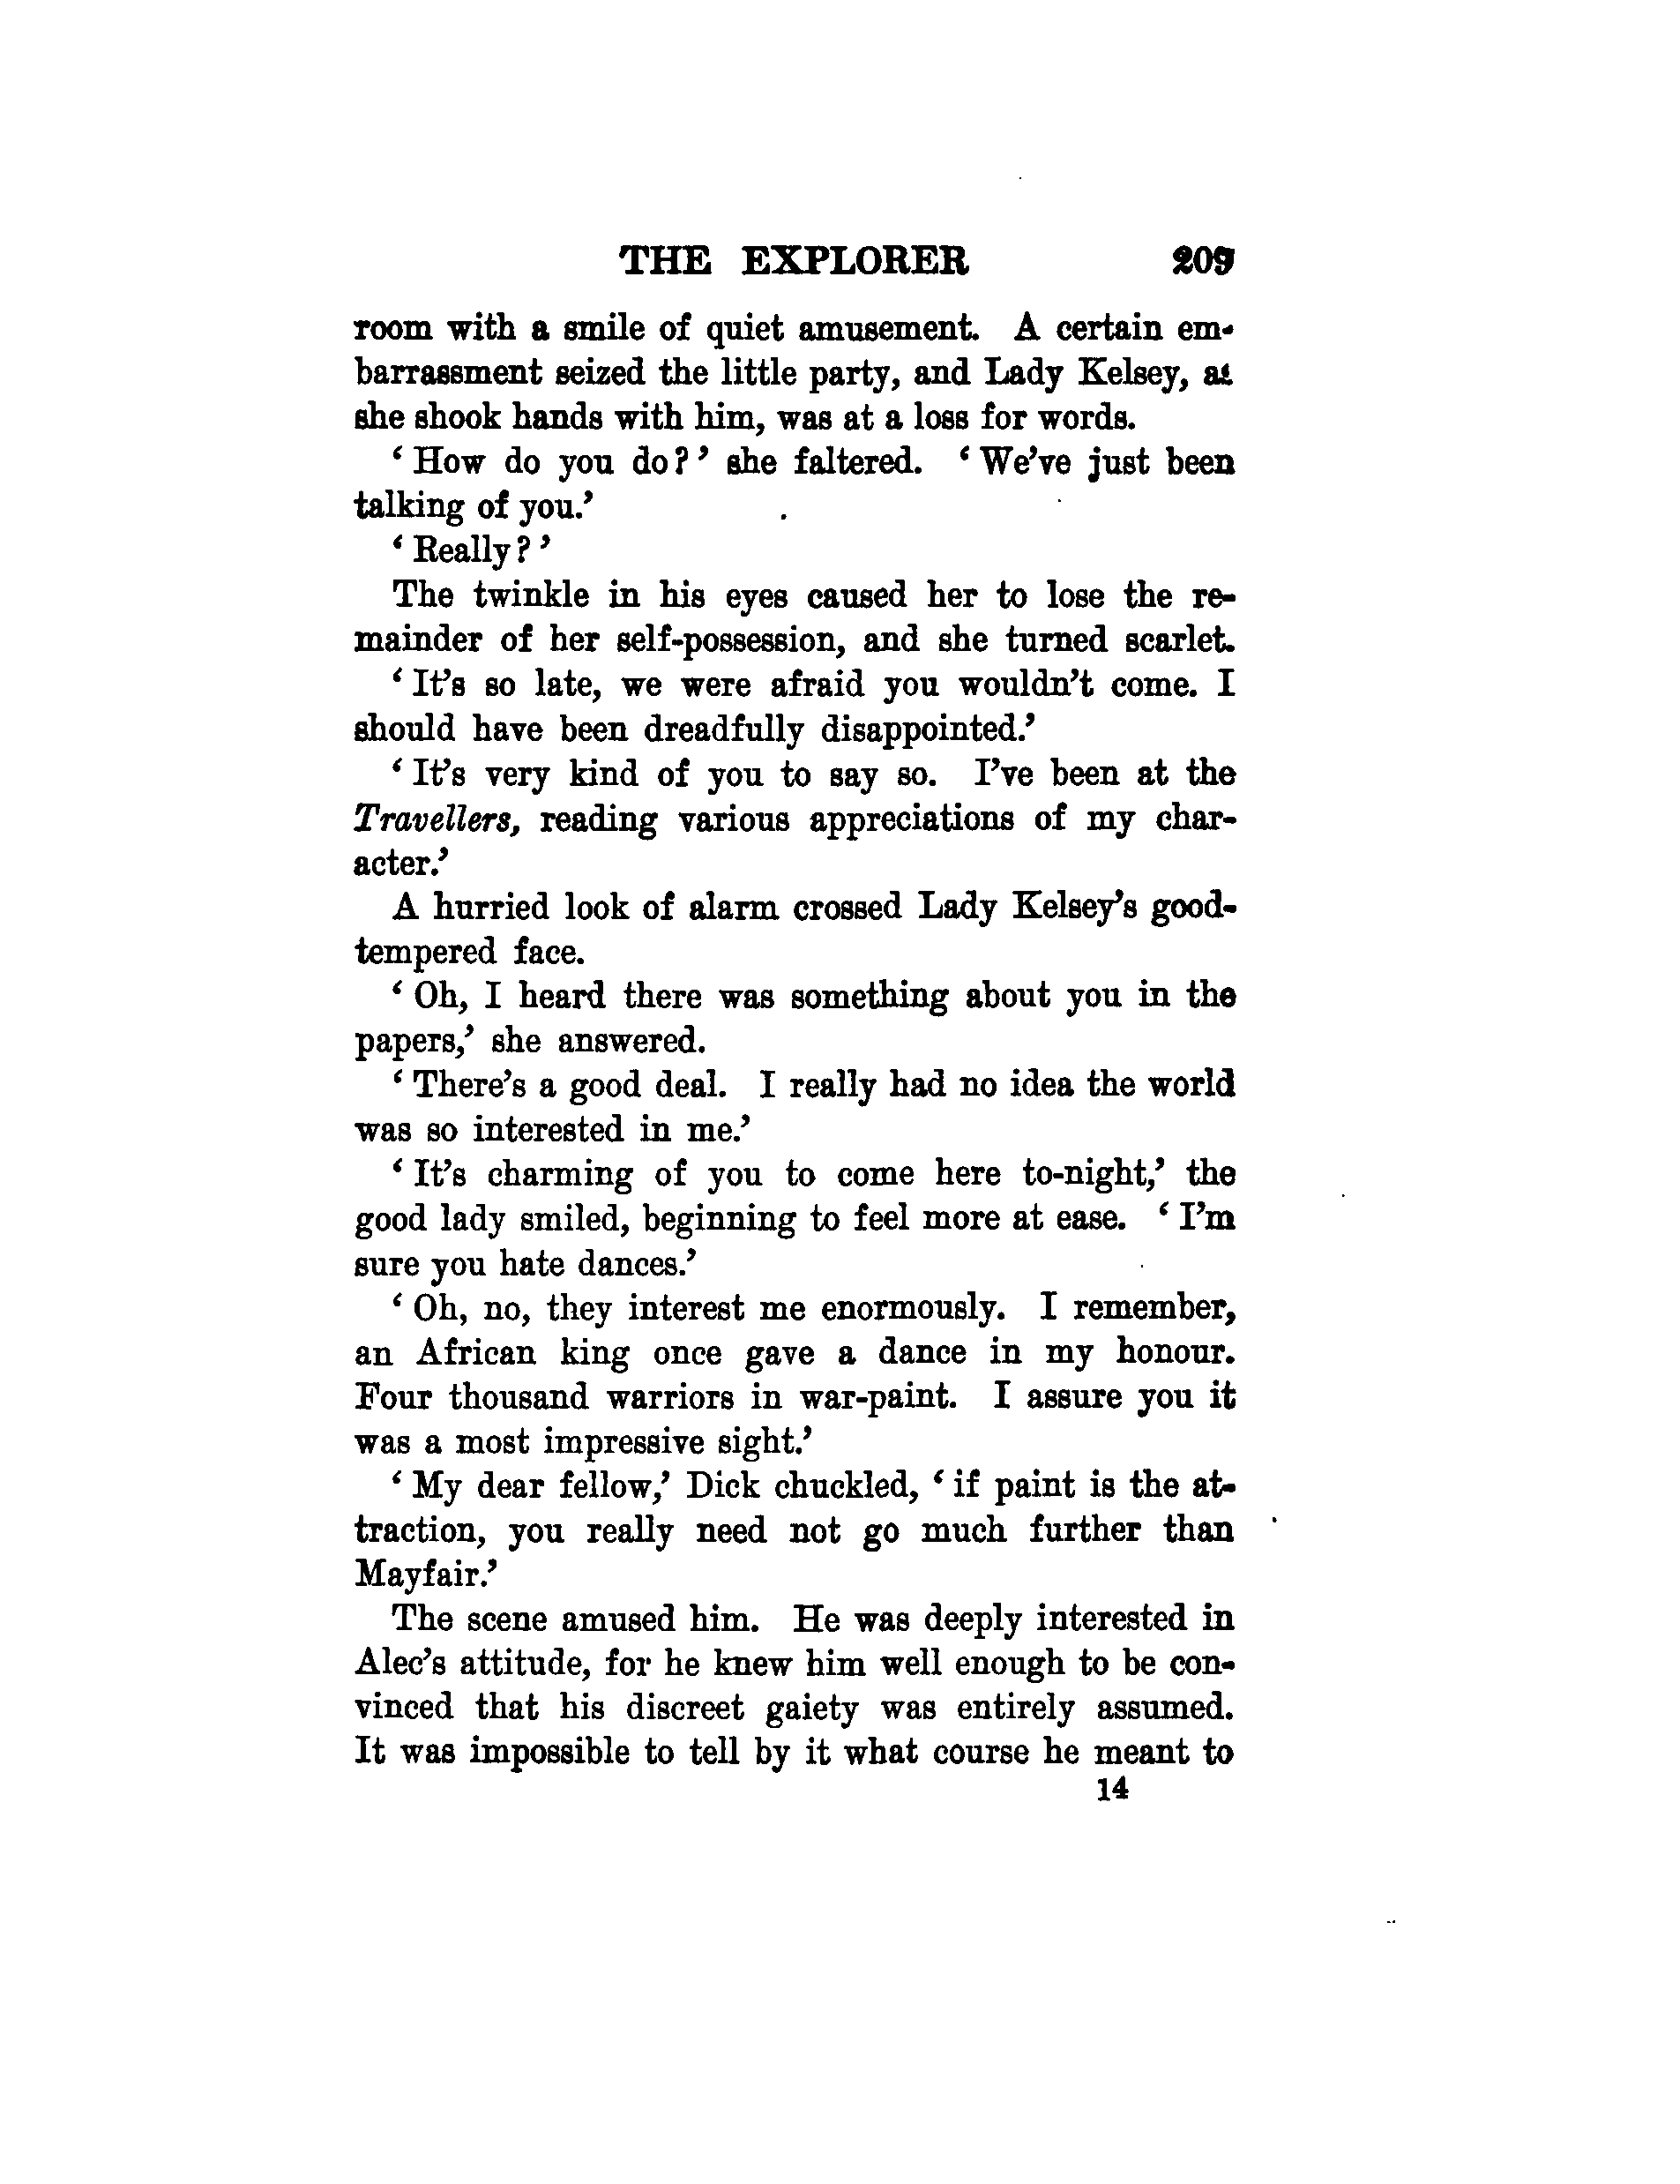 THE EXPLORER 209
room with a smile of quiet amusement. A certain em-
barrassment seized the little party, and Lady Kelsey, as
she shook hands with him, was at a loss for words.
‘How do you do?’ she faltered. ‘We’ve just been
talking of you.’
‘Really?’
The twinkle in his eyes caused her to lose the re-
mainder of her self-possession, and she turned scarlet.
‘It’s so late, we were afraid you wouldn’t come. I
should have been dreadfully disappointed.’
‘It’s very kind of you to say so. I’ve been at the
Travellers, reading various appreciations of my char-
acter.’
A hurried look of alarm crossed Lady Kelsey’s good-
tempered face.
‘Oh, I heard there was something about you in the
papers,’ she answered.
‘There’s a good deal. I really had no idea the world
was so interested in me.’
‘It’s charming of you to come here to-night,’ the
good lady smiled, beginning to feel more at ease. ‘I’m
sure you hate dances.’
‘Oh, no, they interest me enormously. I remember,
an African king once gave a dance in my honour.
Four thousand warriors in war-paint. I assure you it
was a most impressive sight.’
‘My dear fellow,’ Dick chuckled, ‘if paint is the at-
traction, you really need not go much further than
Mayfair.’
The scene amused him. He was deeply interested in
Alec’s attitude, for he knew him well enough to be con-
vinced that his discreet gaiety was entirely assumed.
It was impossible to tell by it what course he meant to
14